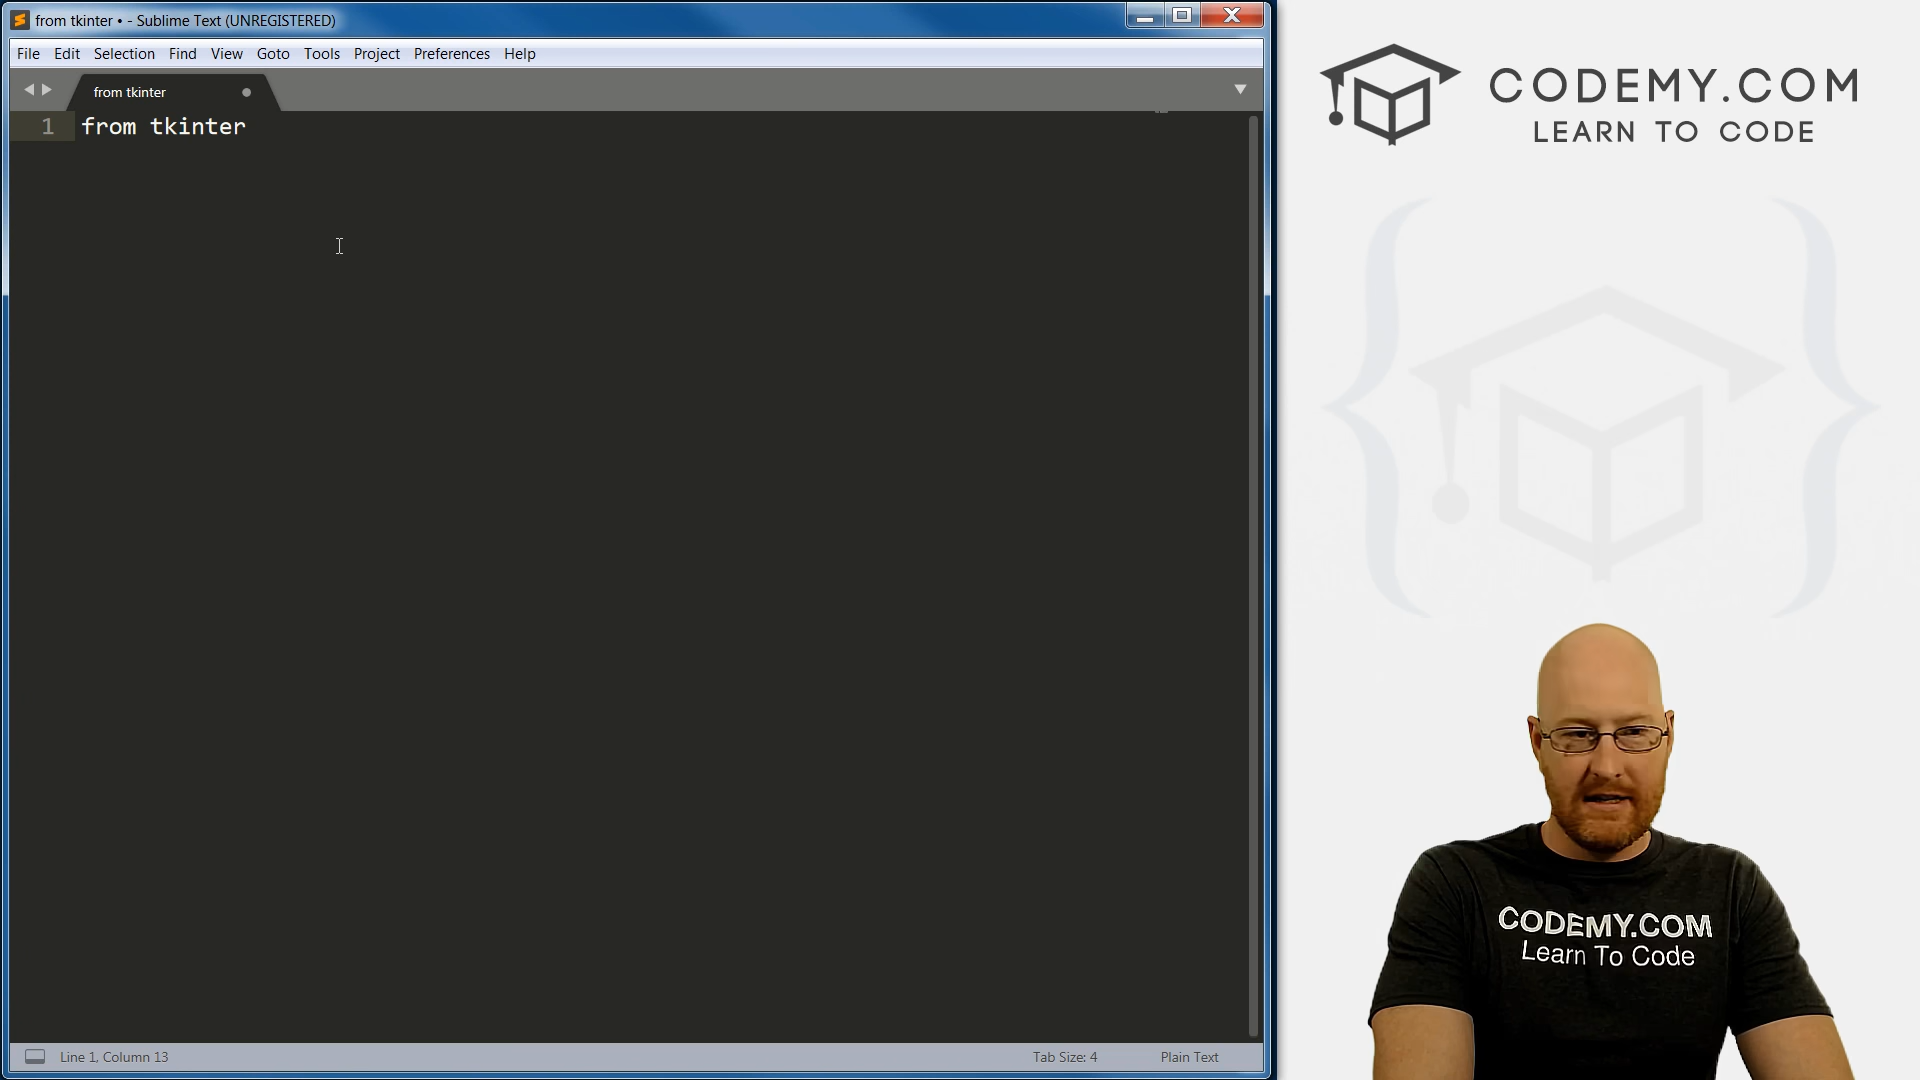 from tkinter • - Sublime Text (UNREGISTERED)
File Edit Selection Find View Goto Tools Project Preferences Help
from tkinter
1 from tkinter
Line 1, Column 13
Tab Size: 4
Plain Text
CODEMY.COM
LEARN TO CODE
CODEMY.COM
Learn To Code